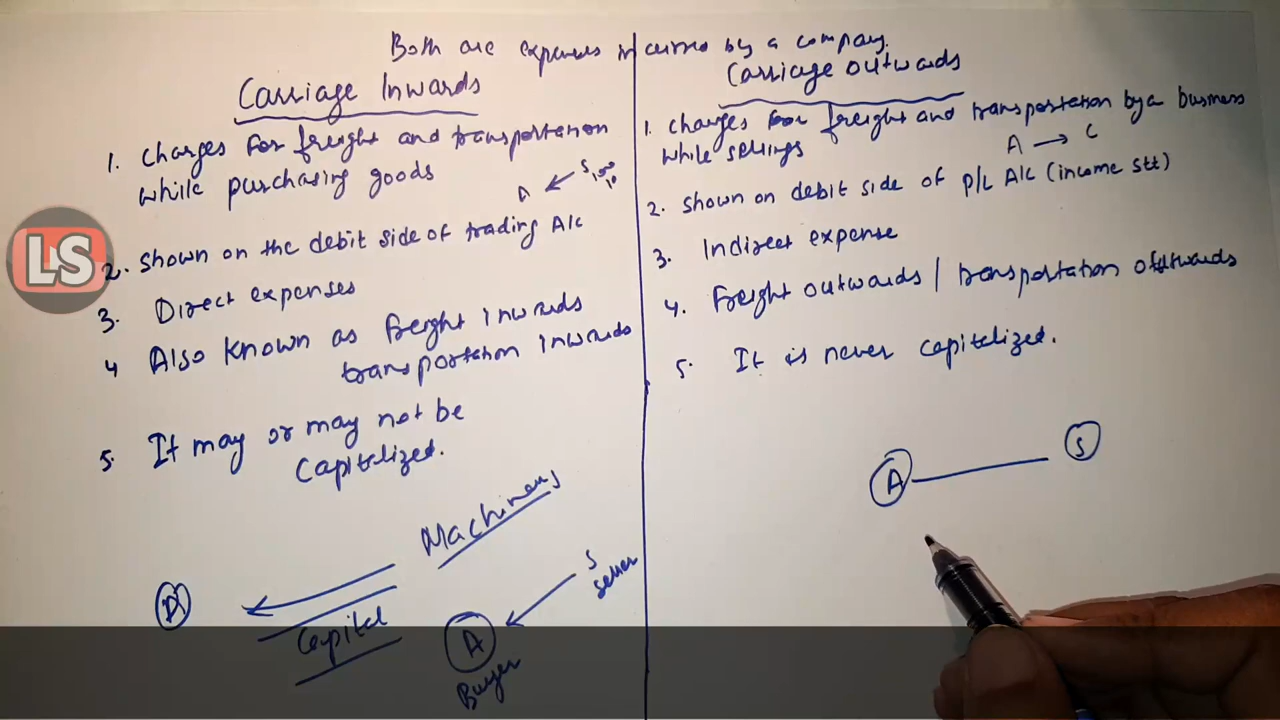 Both are expenses incurred by a company.
Carriage Inwards
1. charges for freight and transportation
while purchasing goods
A S
2. shown on the debit side of trading A/c
3. Direct expenses
4 Also known as freight inwards
transportation inwards
5. It may or may not be
Capitalized.
Machinery
Capital
S
seller
A
Buyer
Carriage outwards
1. charges for freight and transportation by a business
while sellings
A C
2. shown on debit side of P/L A/c (income stt)
3. Indirect expense
4. Freight outwards / transportation outwards
5. It is never capitalized.
A S
LS